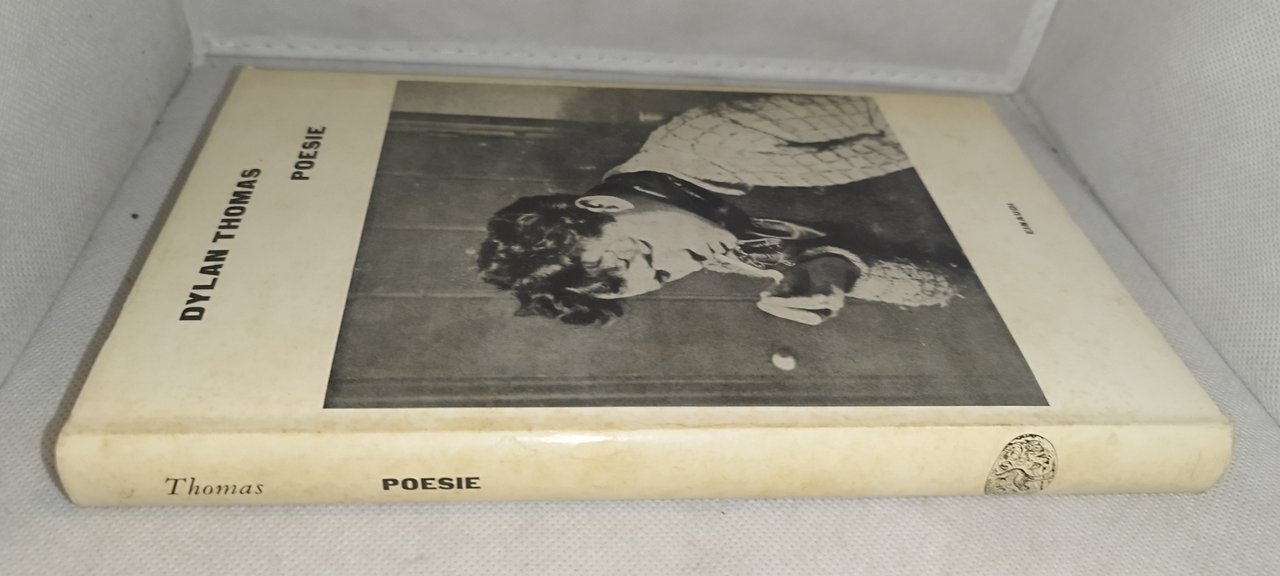 DYLAN THOMAS
POESIE
EINAUDI
Thomas
POESIE